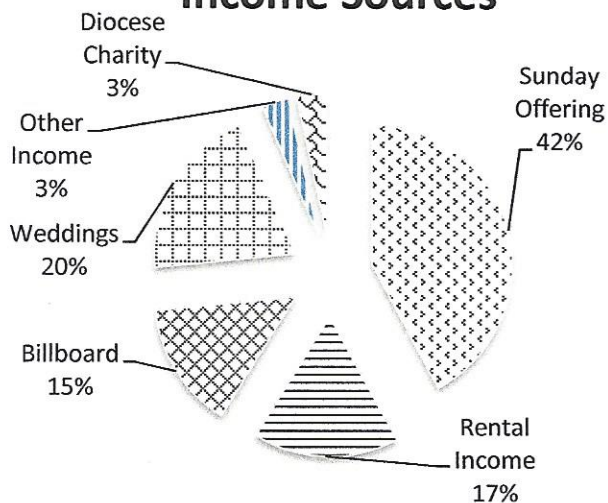 Income Sources
Diocese
Charity
3%
Other
Income
3%
Weddings
20%
Billboard
15%
Sunday
Offering
42%
Rental
Income
17%